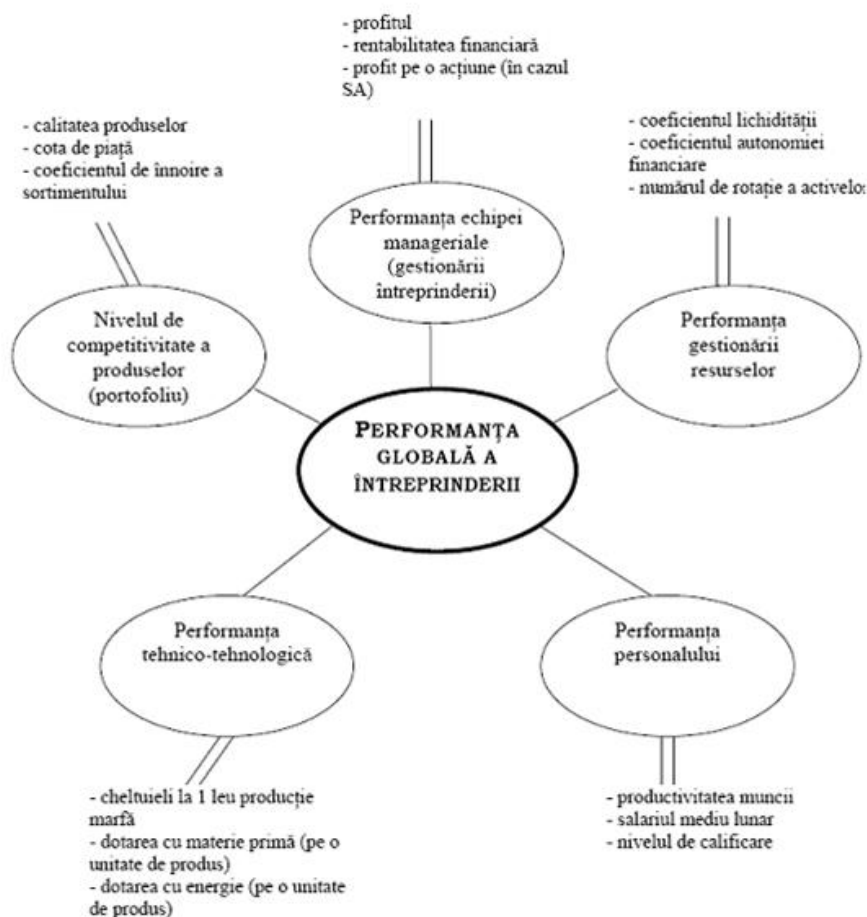 - profitul
- rentabilitatea financiară
- profit pe o acțiune (în cazul
SA)
- calitatea produselor
- cota de piață
- coeficientul de înnoire a
sortimentului
- coeficientul lichidității
- coeficientul autonomiei
financiare
- numărul de rotație a activelo
Performanța echipei
manageriale
(gestionării
întreprinderii)
Nivelul de
competitivitate a
produselor
(portofoliu)
Performanța
gestionării
resurselor
PERFORMANȚA
GLOBALĂ A
ÎNTREPRINDERII
Performanța
tehnico-tehnologică
Performanța
personalului
- cheltuieli la 1 leu producție
marfă
- dotarea cu materie primă (pe o
unitate de produs)
- dotarea cu energie (pe o unitate
de produs)
- productivitatea muncii
- salariul mediu lunar
- nivelul de calificare